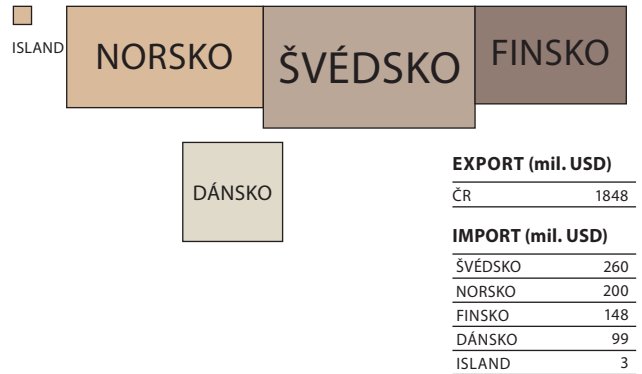 ISLAND
NORSKO
ŠVÉDSKO
FINSKO
DÁNSKO
EXPORT (mil. USD)
ČR 1848
IMPORT (mil. USD)
ŠVÉDSKO 260
NORSKO 200
FINSKO 148
DÁNSKO 99
ISLAND 3